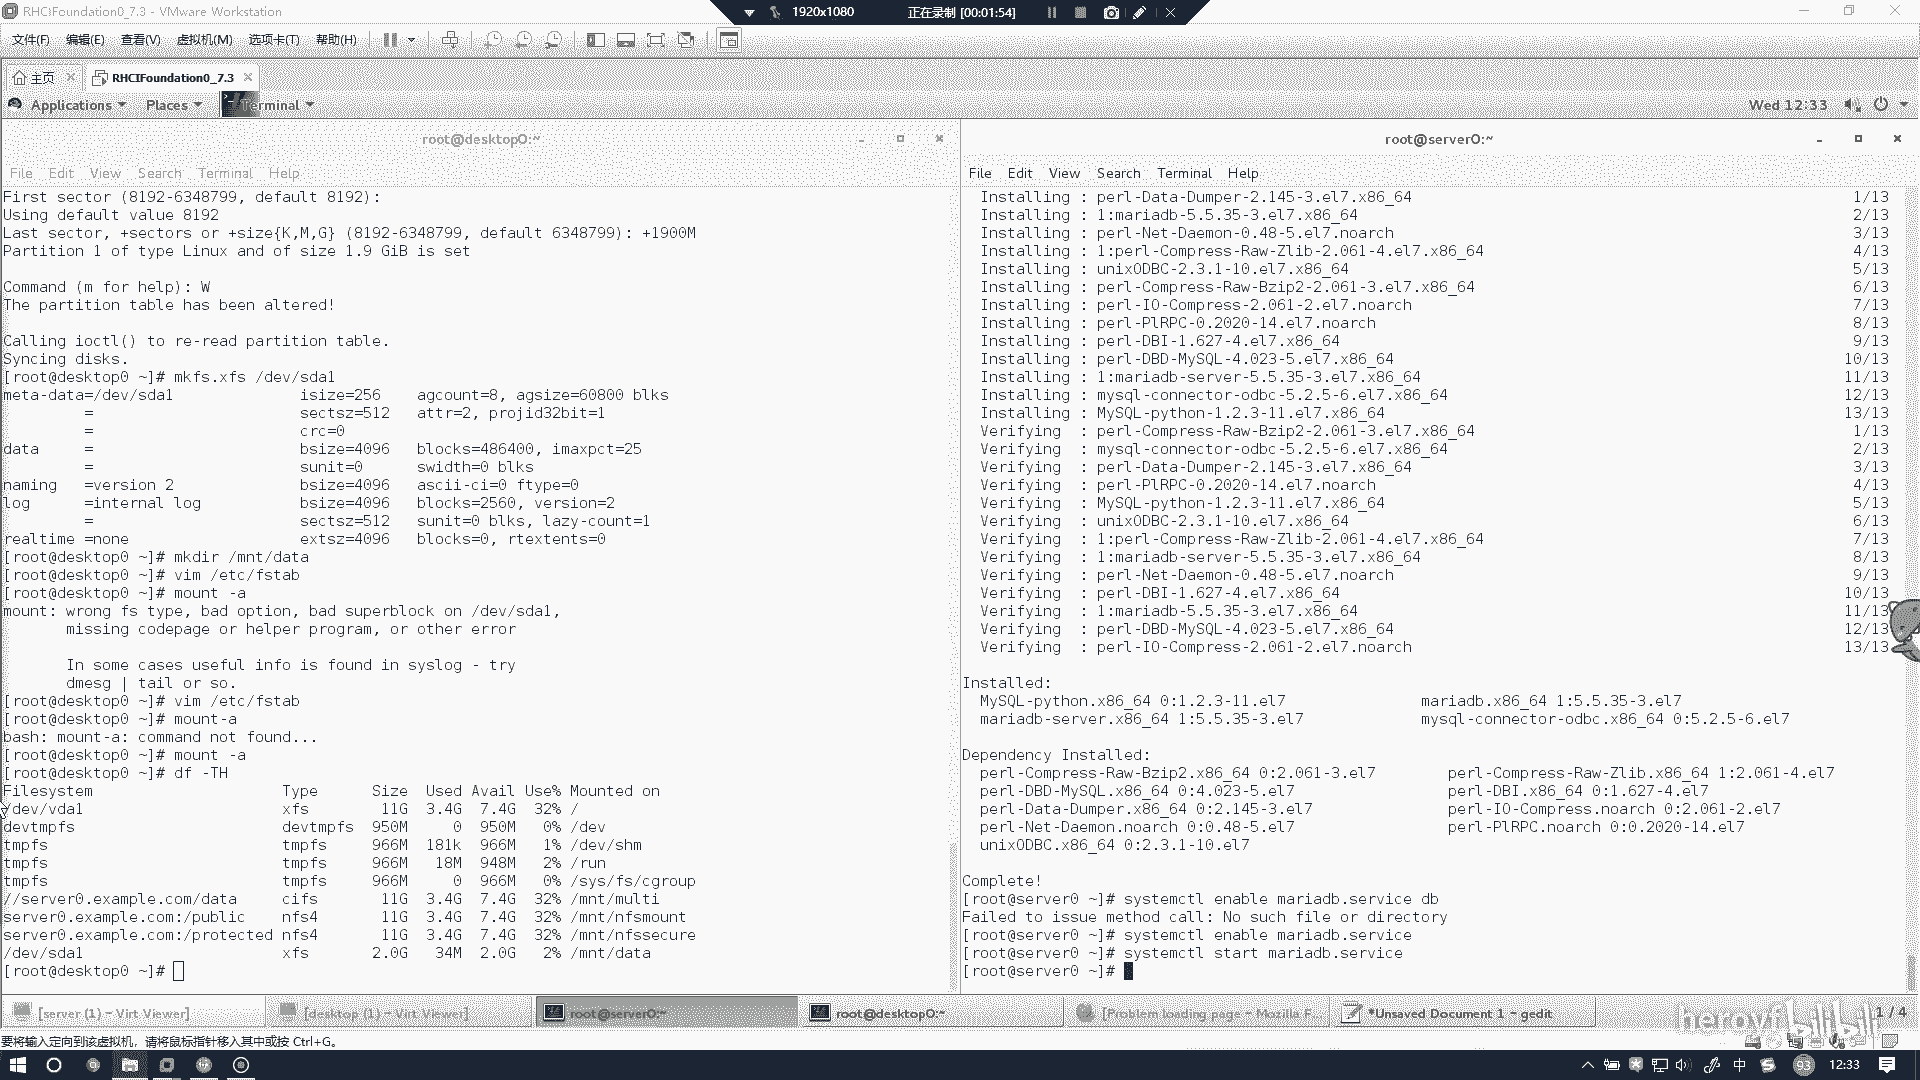 RHCIFoundation0_7.3 - VMware Workstation
1920x1080
正在录制 [00:01:54]
文件(F) 编辑(E) 查看(V) 虚拟机(M) 选项卡(T) 帮助(H)
主页
RHCIFoundation0_7.3
Applications Places Terminal
Wed 12:33
root@desktop0:~
File Edit View Search Terminal Help
First sector (8192-6348799, default 8192):
Using default value 8192
Last sector, +sectors or +size{K,M,G} (8192-6348799, default 6348799): +1900M
Partition 1 of type Linux and of size 1.9 GiB is set
Command (m for help): W
The partition table has been altered!
Calling ioctl() to re-read partition table.
Syncing disks.
[root@desktop0 ~]# mkfs.xfs /dev/sda1
meta-data=/dev/sda1 isize=256 agcount=8, agsize=60800 blks
= sectsz=512 attr=2, projid32bit=1
= crc=0
data = bsize=4096 blocks=486400, imaxpct=25
= sunit=0 swidth=0 blks
naming =version 2 bsize=4096 ascii-ci=0 ftype=0
log =internal log bsize=4096 blocks=2560, version=2
= sectsz=512 sunit=0 blks, lazy-count=1
realtime =none extsz=4096 blocks=0, rtextents=0
[root@desktop0 ~]# mkdir /mnt/data
[root@desktop0 ~]# vim /etc/fstab
[root@desktop0 ~]# mount -a
mount: wrong fs type, bad option, bad superblock on /dev/sda1,
missing codepage or helper program, or other error
In some cases useful info is found in syslog - try
dmesg | tail or so.
[root@desktop0 ~]# vim /etc/fstab
[root@desktop0 ~]# mount-a
bash: mount-a: command not found...
[root@desktop0 ~]# mount -a
[root@desktop0 ~]# df -TH
Filesystem Type Size Used Avail Use% Mounted on
/dev/vda1 xfs 11G 3.4G 7.4G 32% /
devtmpfs devtmpfs 950M 0 950M 0% /dev
tmpfs tmpfs 966M 181k 966M 1% /dev/shm
tmpfs tmpfs 966M 18M 948M 2% /run
tmpfs tmpfs 966M 0 966M 0% /sys/fs/cgroup
//server0.example.com/data cifs 11G 3.4G 7.4G 32% /mnt/multi
server0.example.com:/public nfs4 11G 3.4G 7.4G 32% /mnt/nfsmount
server0.example.com:/protected nfs4 11G 3.4G 7.4G 32% /mnt/nfssecure
/dev/sda1 xfs 2.0G 34M 2.0G 2% /mnt/data
[root@desktop0 ~]#
root@server0:~
File Edit View Search Terminal Help
Installing : perl-Data-Dumper-2.145-3.el7.x86_64 1/13
Installing : 1:mariadb-5.5.35-3.el7.x86_64 2/13
Installing : perl-Net-Daemon-0.48-5.el7.noarch 3/13
Installing : 1:perl-Compress-Raw-Zlib-2.061-4.el7.x86_64 4/13
Installing : unixODBC-2.3.1-10.el7.x86_64 5/13
Installing : perl-Compress-Raw-Bzip2-2.061-3.el7.x86_64 6/13
Installing : perl-IO-Compress-2.061-2.el7.noarch 7/13
Installing : perl-PlRPC-0.2020-14.el7.noarch 8/13
Installing : perl-DBI-1.627-4.el7.x86_64 9/13
Installing : perl-DBD-MySQL-4.023-5.el7.x86_64 10/13
Installing : 1:mariadb-server-5.5.35-3.el7.x86_64 11/13
Installing : mysql-connector-odbc-5.2.5-6.el7.x86_64 12/13
Installing : MySQL-python-1.2.3-11.el7.x86_64 13/13
Verifying : perl-Compress-Raw-Bzip2-2.061-3.el7.x86_64 1/13
Verifying : mysql-connector-odbc-5.2.5-6.el7.x86_64 2/13
Verifying : perl-Data-Dumper-2.145-3.el7.x86_64 3/13
Verifying : perl-PlRPC-0.2020-14.el7.noarch 4/13
Verifying : MySQL-python-1.2.3-11.el7.x86_64 5/13
Verifying : unixODBC-2.3.1-10.el7.x86_64 6/13
Verifying : 1:perl-Compress-Raw-Zlib-2.061-4.el7.x86_64 7/13
Verifying : 1:mariadb-server-5.5.35-3.el7.x86_64 8/13
Verifying : perl-Net-Daemon-0.48-5.el7.noarch 9/13
Verifying : perl-DBI-1.627-4.el7.x86_64 10/13
Verifying : 1:mariadb-5.5.35-3.el7.x86_64 11/13
Verifying : perl-DBD-MySQL-4.023-5.el7.x86_64 12/13
Verifying : perl-IO-Compress-2.061-2.el7.noarch 13/13
Installed:
MySQL-python.x86_64 0:1.2.3-11.el7 mariadb.x86_64 1:5.5.35-3.el7
mariadb-server.x86_64 1:5.5.35-3.el7 mysql-connector-odbc.x86_64 0:5.2.5-6.el7
Dependency Installed:
perl-Compress-Raw-Bzip2.x86_64 0:2.061-3.el7 perl-Compress-Raw-Zlib.x86_64 1:2.061-4.el7
perl-DBD-MySQL.x86_64 0:4.023-5.el7 perl-DBI.x86_64 0:1.627-4.el7
perl-Data-Dumper.x86_64 0:2.145-3.el7 perl-IO-Compress.noarch 0:2.061-2.el7
perl-Net-Daemon.noarch 0:0.48-5.el7 perl-PlRPC.noarch 0:0.2020-14.el7
unixODBC.x86_64 0:2.3.1-10.el7
Complete!
[root@server0 ~]# systemctl enable mariadb.service db
Failed to issue method call: No such file or directory
[root@server0 ~]# systemctl enable mariadb.service
[root@server0 ~]# systemctl start mariadb.service
[root@server0 ~]#
[server (1) - Virt Viewer] [desktop (1) - Virt Viewer] root@server0:~ root@desktop0:~ [Problem loading page - Mozilla F... *Unsaved Document 1 - gedit 1 / 4
bilibili
要将输入定向到该虚拟机，请将鼠标指针移入其中或按 Ctrl+G。
中 93 12:33